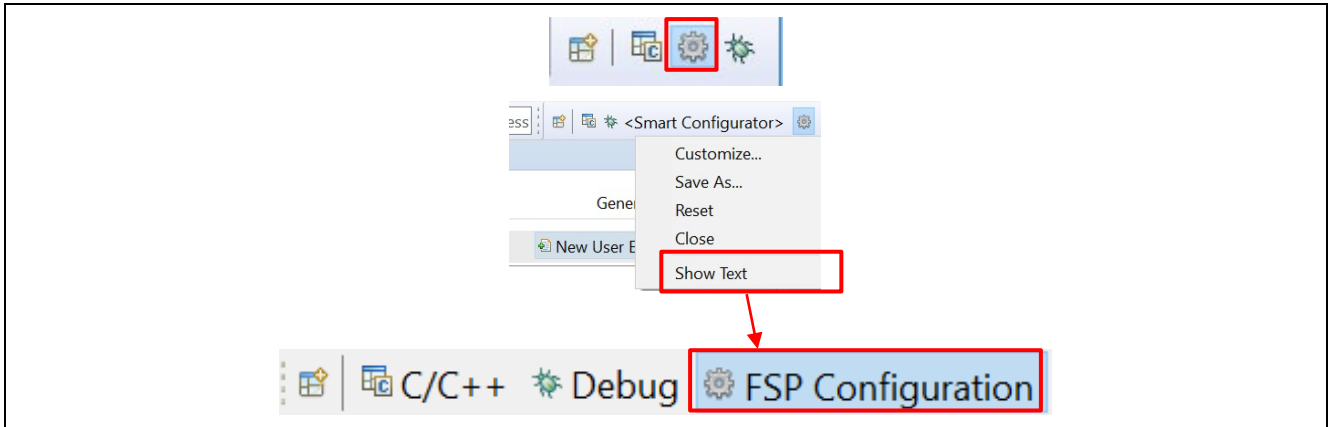 ess <Smart Configurator>
Customize...
Save As...
Gene Reset
Close
New User E
Show Text
C/C++ Debug FSP Configuration